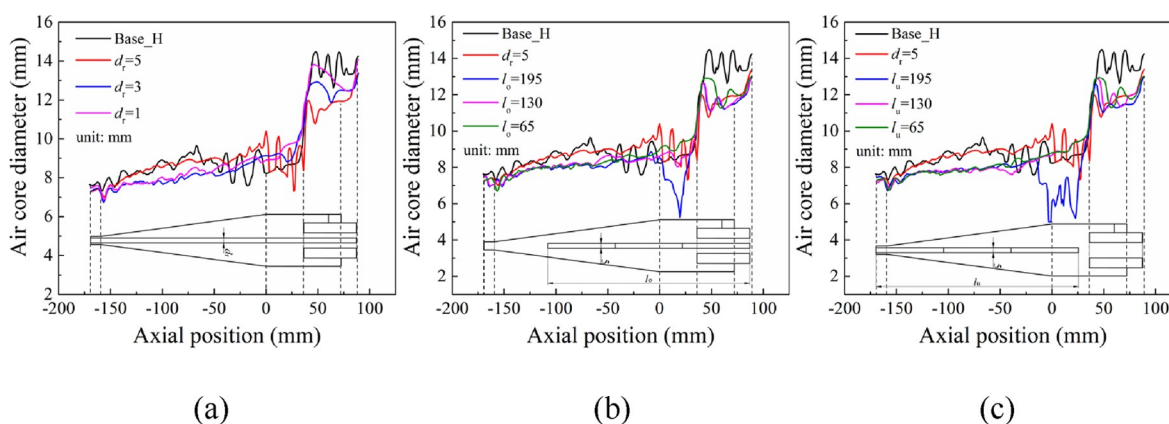 16
14
12
10
8
6
4
2
Air core diameter (mm)
Base_H
dr=5
dr=3
dr=1
unit: mm
dr
-200 -150 -100 -50 0 50 100
Axial position (mm)
(a)
16
14
12
10
8
6
4
2
Air core diameter (mm)
Base_H
dr=5
lo=195
lo=130
lo=65
unit: mm
5
lo
-200 -150 -100 -50 0 50 100
Axial position (mm)
(b)
16
14
12
10
8
6
4
2
Air core diameter (mm)
Base_H
dr=5
lu=195
lu=130
lu=65
unit: mm
5
lu
-200 -150 -100 -50 0 50 100
Axial position (mm)
(c)